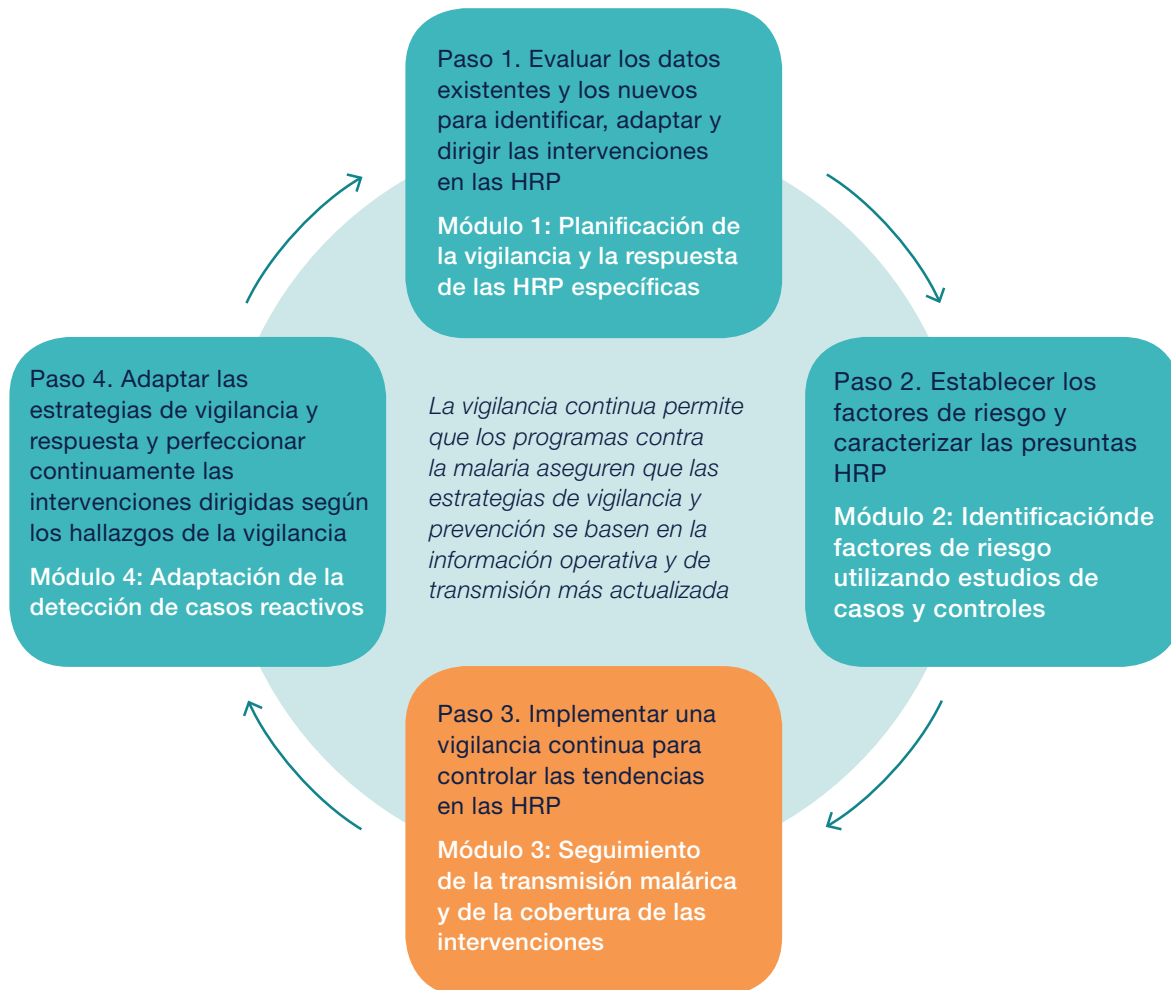 Paso 1. Evaluar los datos
existentes y los nuevos
para identificar, adaptar y
dirigir las intervenciones
en las HRP
Módulo 1: Planificación de
la vigilancia y la respuesta
de las HRP específicas
Paso 2. Establecer los
factores de riesgo y
caracterizar las presuntas
HRP
Módulo 2: Identificaciónde
factores de riesgo
utilizando estudios de
casos y controles
Paso 3. Implementar una
vigilancia continua para
controlar las tendencias
en las HRP
Módulo 3: Seguimiento
de la transmisión malárica
y de la cobertura de las
intervenciones
Paso 4. Adaptar las
estrategias de vigilancia y
respuesta y perfeccionar
continuamente las
intervenciones dirigidas según
los hallazgos de la vigilancia
Módulo 4: Adaptación de la
detección de casos reactivos
La vigilancia continua permite
que los programas contra
la malaria aseguren que las
estrategias de vigilancia y
prevención se basen en la
información operativa y de
transmisión más actualizada